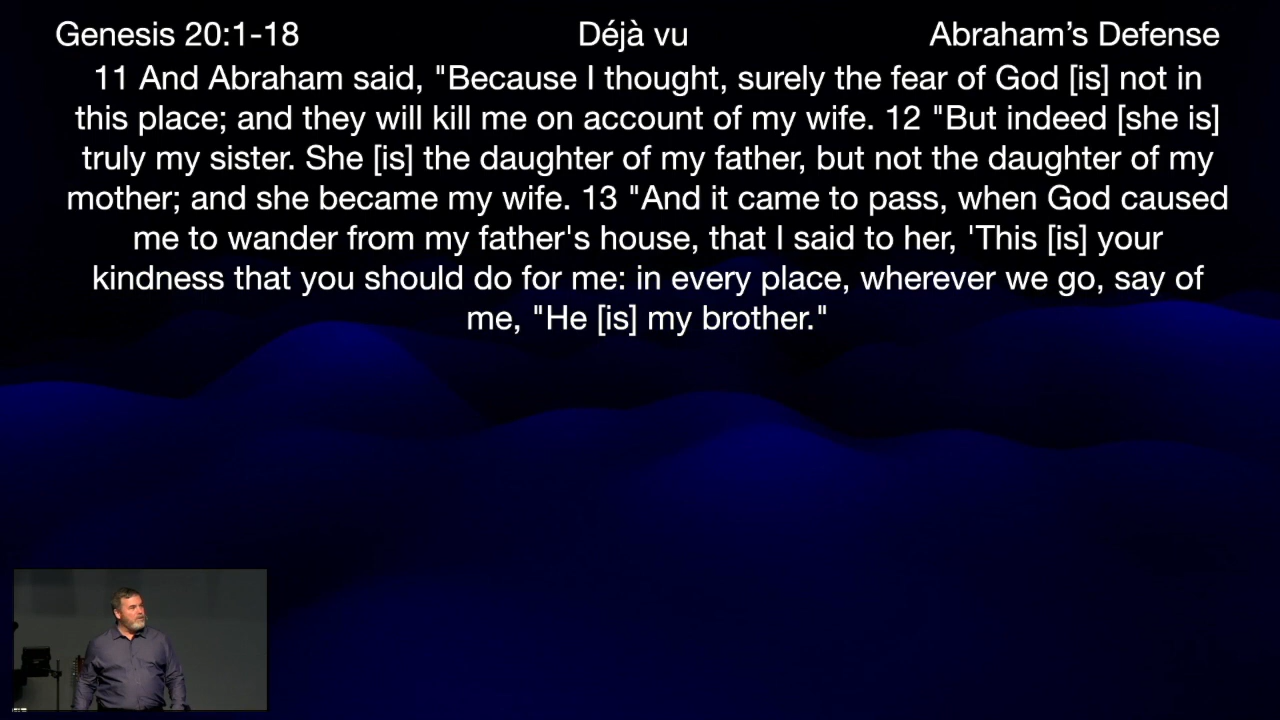 Genesis 20:1-18 Déjà vu Abraham’s Defense
11 And Abraham said, "Because I thought, surely the fear of God [is] not in
this place; and they will kill me on account of my wife. 12 "But indeed [she is]
truly my sister. She [is] the daughter of my father, but not the daughter of my
mother; and she became my wife. 13 "And it came to pass, when God caused
me to wander from my father's house, that I said to her, 'This [is] your
kindness that you should do for me: in every place, wherever we go, say of
me, "He [is] my brother."